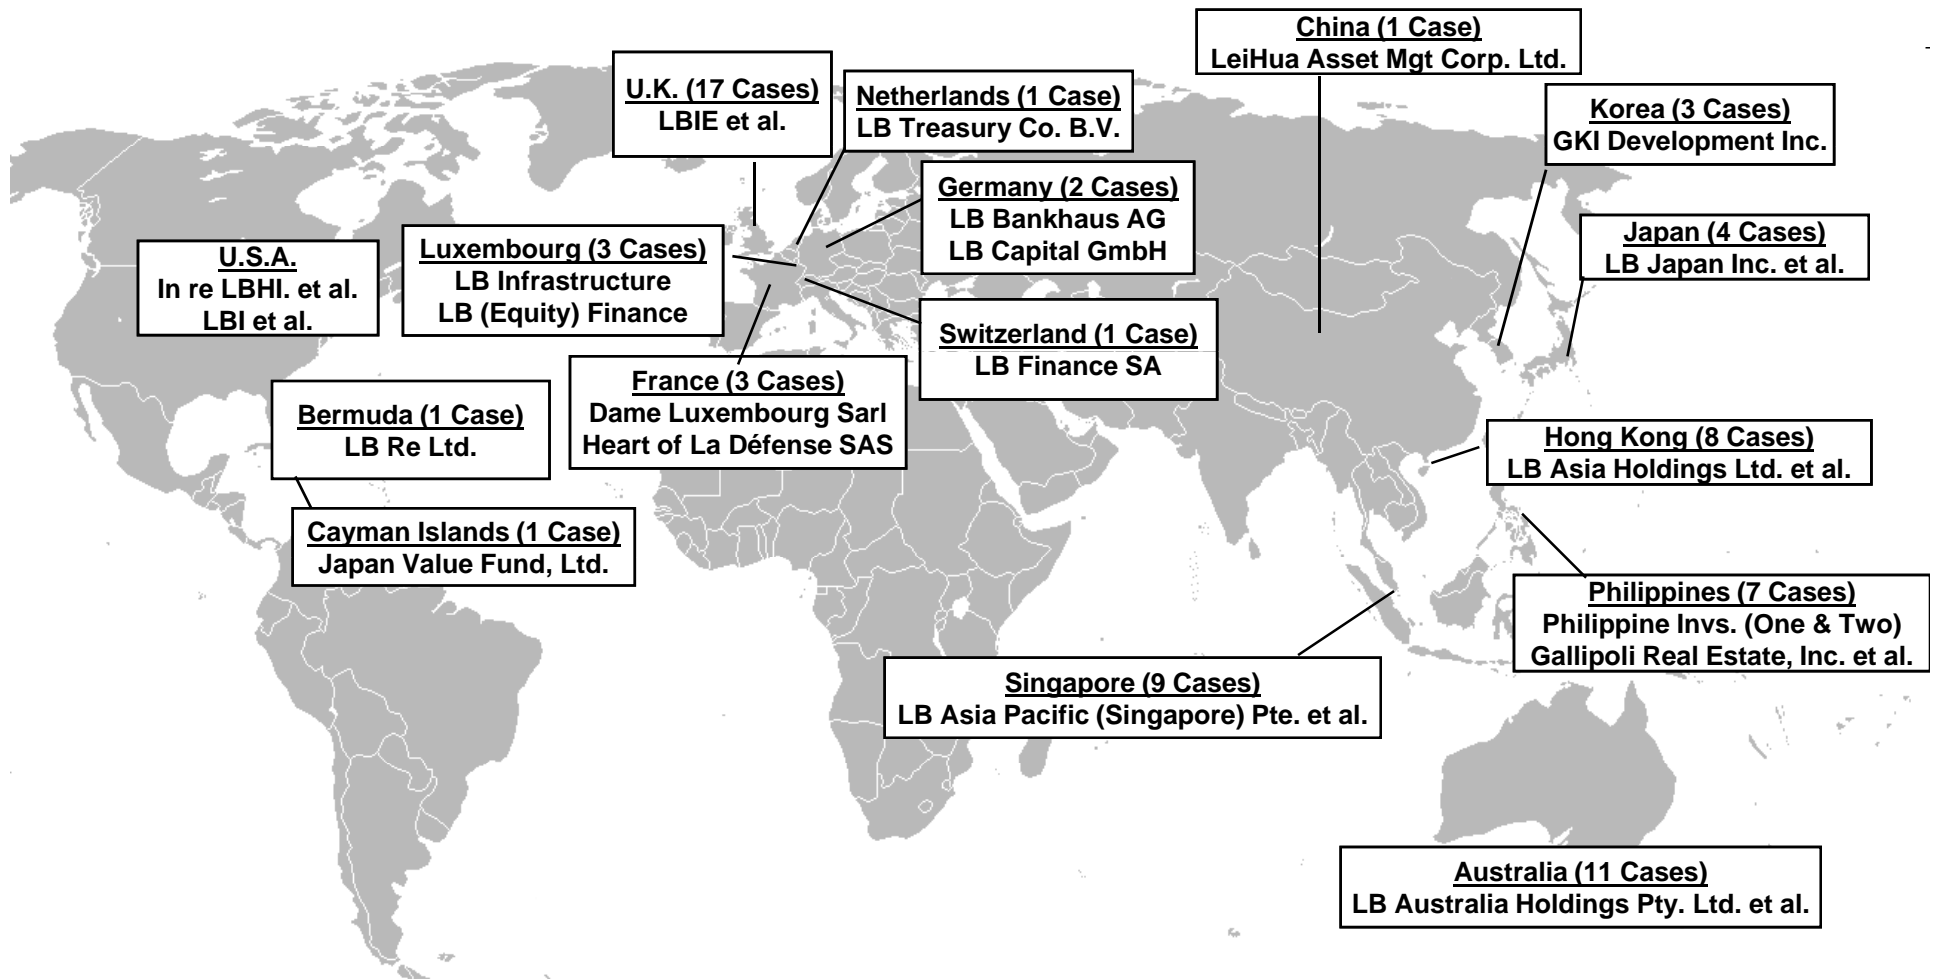 China (1 Case)
LeiHua Asset Mgt Corp. Ltd.
U.K. (17 Cases)
LBIE et al.
Netherlands (1 Case)
LB Treasury Co. B.V.
Korea (3 Cases)
GKI Development Inc.
Germany (2 Cases)
LB Bankhaus AG
LB Capital GmbH
Japan (4 Cases)
LB Japan Inc. et al.
U.S.A.
In re LBHI. et al.
LBI et al.
Luxembourg (3 Cases)
LB Infrastructure
LB (Equity) Finance
Switzerland (1 Case)
LB Finance SA
France (3 Cases)
Dame Luxembourg Sarl
Heart of La Défense SAS
Bermuda (1 Case)
LB Re Ltd.
Hong Kong (8 Cases)
LB Asia Holdings Ltd. et al.
Cayman Islands (1 Case)
Japan Value Fund, Ltd.
Philippines (7 Cases)
Philippine Invs. (One & Two)
Gallipoli Real Estate, Inc. et al.
Singapore (9 Cases)
LB Asia Pacific (Singapore) Pte. et al.
Australia (11 Cases)
LB Australia Holdings Pty. Ltd. et al.